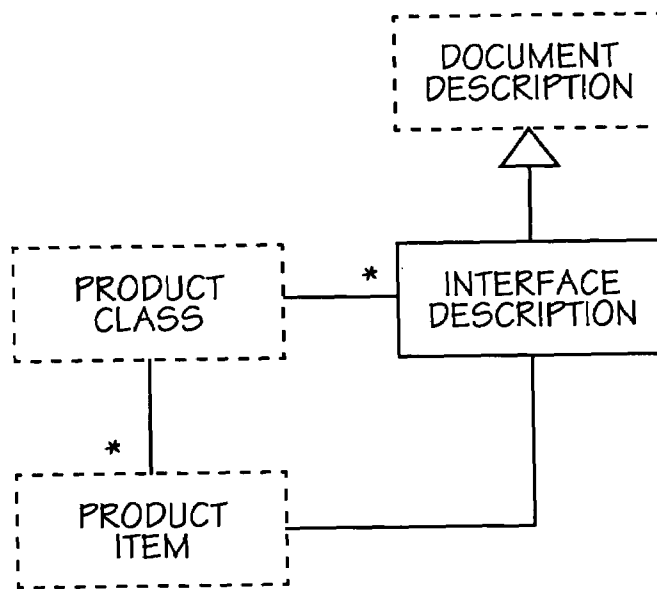 DOCUMENT
DESCRIPTION
PRODUCT
CLASS
*
INTERFACE
DESCRIPTION
*
PRODUCT
ITEM